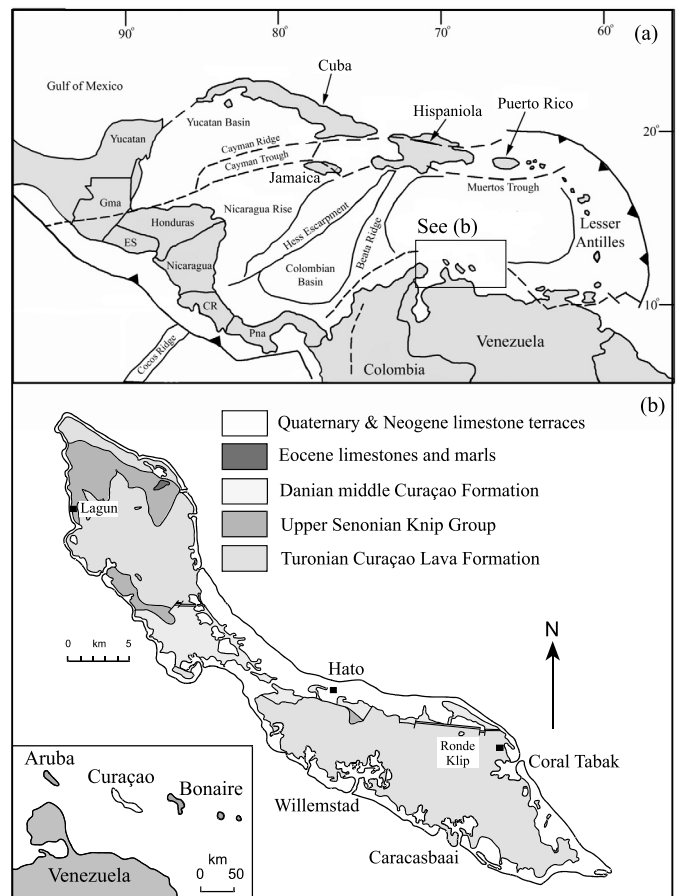 90°
80°
70°
60°
(a)
Gulf of Mexico
Cuba
Hispaniola
Puerto Rico
20°
Yucatan
Yucatan Basin
Cayman Ridge
Cayman Trough
Jamaica
Muertos Trough
Gma
Honduras
Nicaragua Rise
Hess Escarpment
Beata Ridge
See (b)
Lesser
Antilles
ES
Nicaragua
Colombian
Basin
10°
CR
Pna
Cocos Ridge
Colombia
Venezuela
(b)
Quaternary & Neogene limestone terraces
Eocene limestones and marls
Danian middle Curaçao Formation
Upper Senonian Knip Group
Turonian Curaçao Lava Formation
Lagun
0 km 5
N
Hato
Ronde
Klip
Coral Tabak
Willemstad
Caracasbaai
Aruba
Curaçao
Bonaire
km
0 50
Venezuela